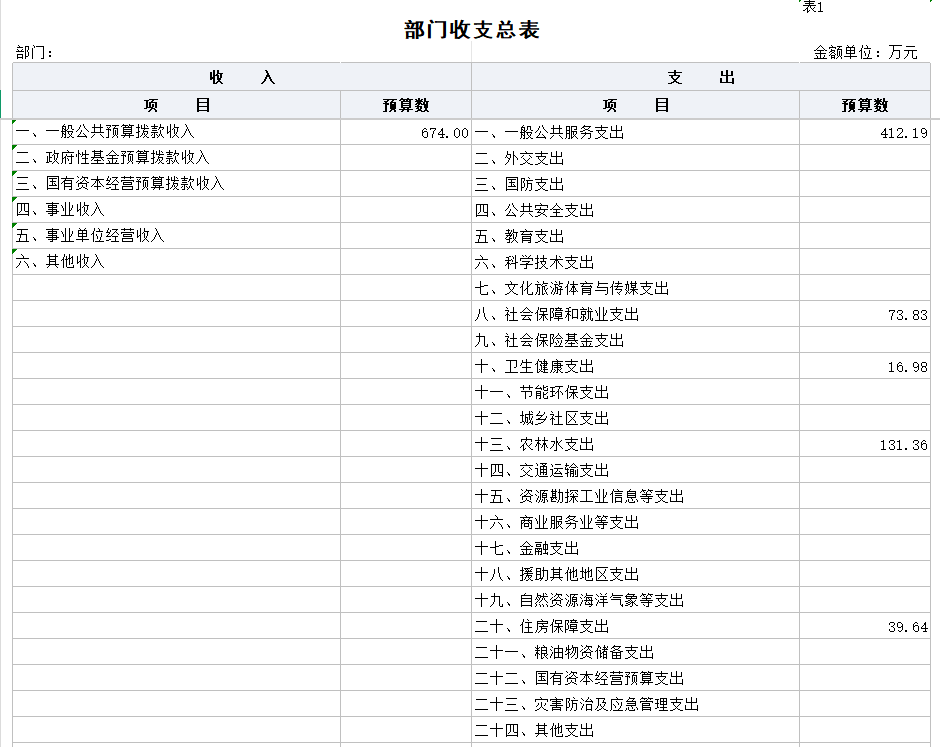 表1
部门收支总表
部门： 金额单位：万元
收 入 支 出
项 目 预算数 项 目 预算数
一、一般公共预算拨款收入 674.00 一、一般公共服务支出 412.19
二、政府性基金预算拨款收入 二、外交支出
三、国有资本经营预算拨款收入 三、国防支出
四、事业收入 四、公共安全支出
五、事业单位经营收入 五、教育支出
六、其他收入 六、科学技术支出
七、文化旅游体育与传媒支出
八、社会保障和就业支出 73.83
九、社会保险基金支出
十、卫生健康支出 16.98
十一、节能环保支出
十二、城乡社区支出
十三、农林水支出 131.36
十四、交通运输支出
十五、资源勘探工业信息等支出
十六、商业服务业等支出
十七、金融支出
十八、援助其他地区支出
十九、自然资源海洋气象等支出
二十、住房保障支出 39.64
二十一、粮油物资储备支出
二十二、国有资本经营预算支出
二十三、灾害防治及应急管理支出
二十四、其他支出